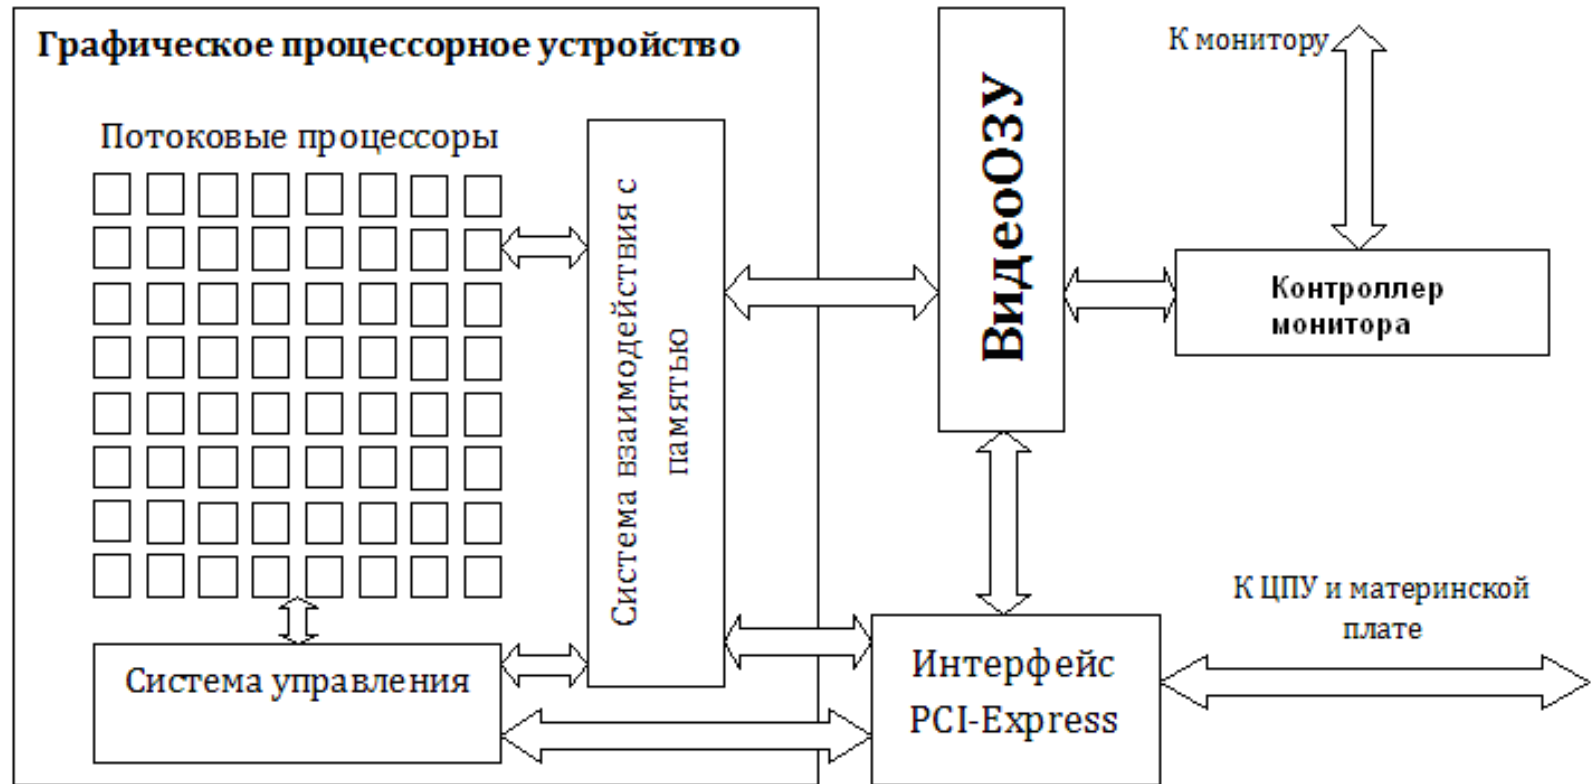 Графическое процессорное устройство
Потоковые процессоры
Система взаимодействия с
памятью
Система управления
ВидеоОЗУ
К монитору
Контроллер
монитора
К ЦПУ и материнской
плате
Интерфейс
PCI-Express